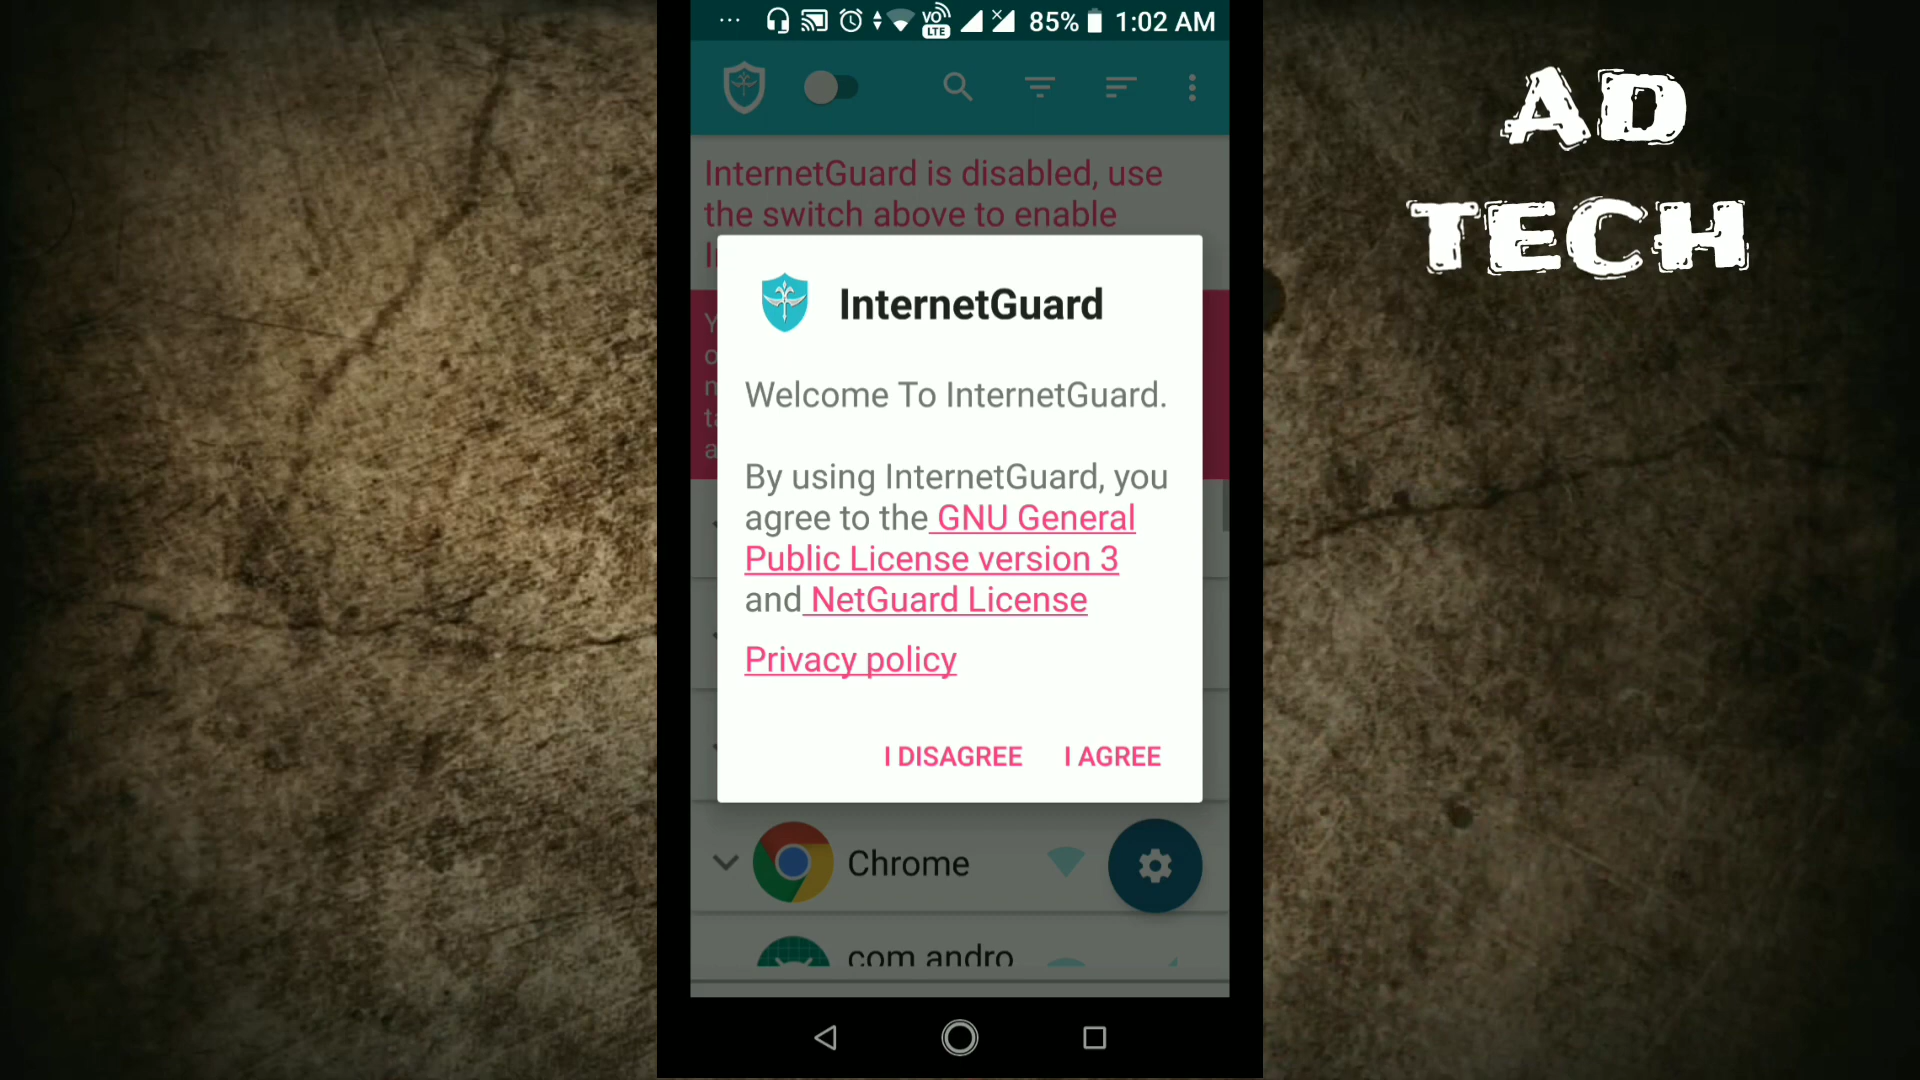 85% 1:02 AM
VO
LTE
AD
TECH
InternetGuard is disabled, use
the switch above to enable
InternetGuard
Welcome To InternetGuard.
By using InternetGuard, you
agree to the GNU General
Public License version 3
and NetGuard License
Privacy policy
I DISAGREE I AGREE
Chrome
com andro